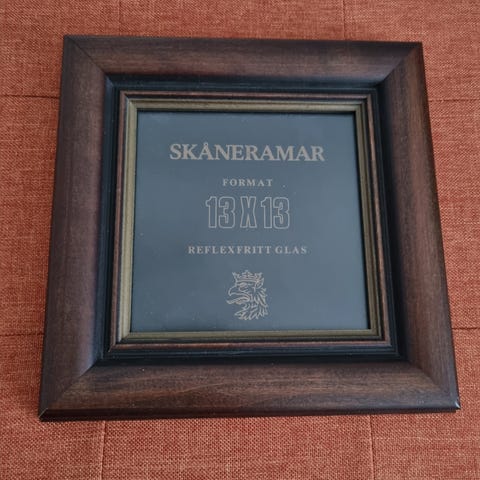 SKÅNERAMAR
FORMAT
13 X 13
REFLEXFRITT GLAS